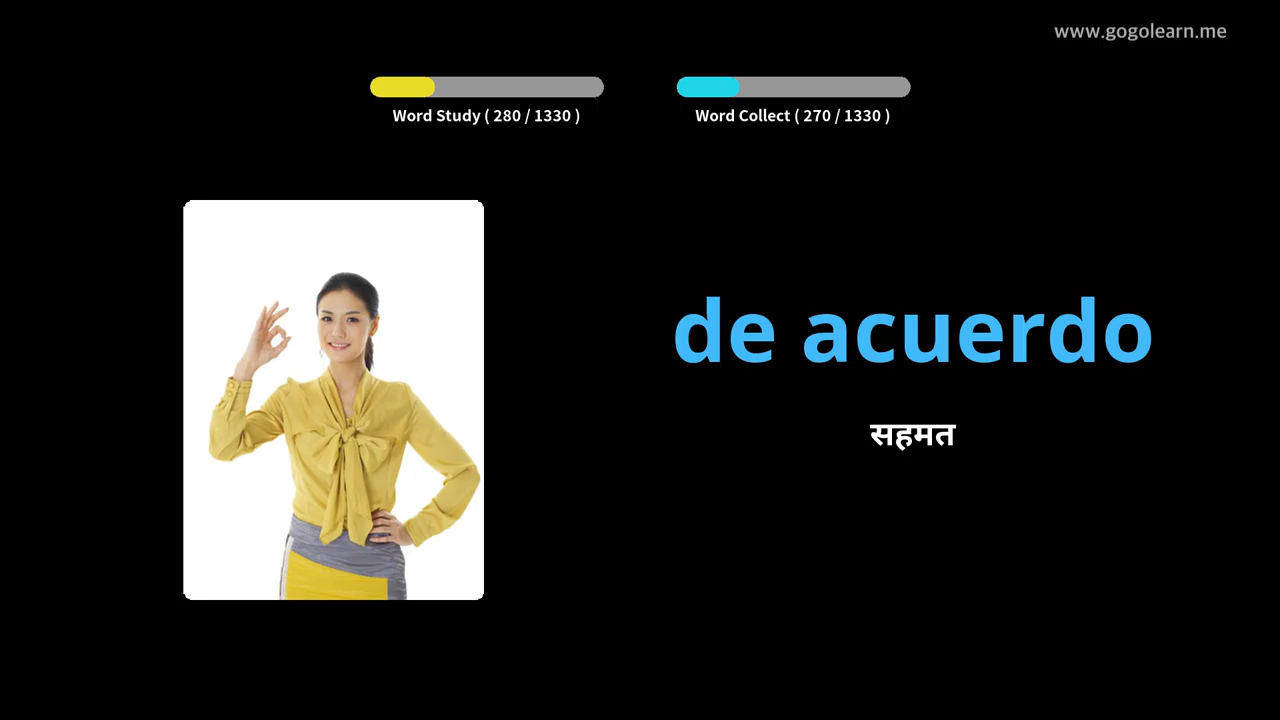 www.gogolearn.me
Word Study ( 280 / 1330 )
Word Collect ( 270 / 1330 )
de acuerdo
सहमत